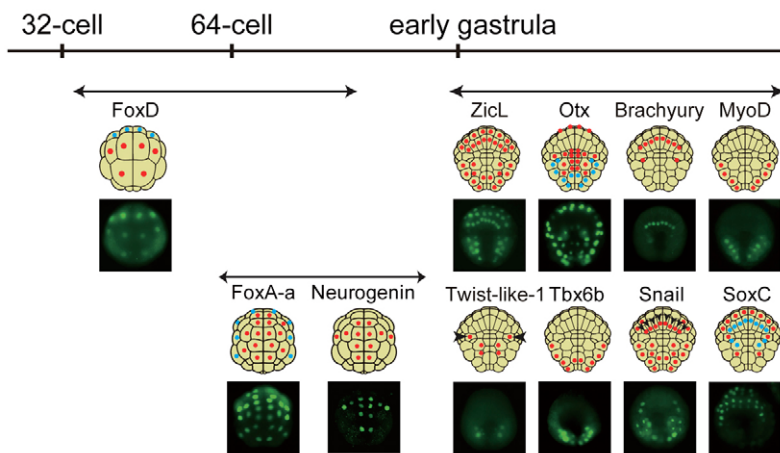 32-cell 64-cell early gastrula
FoxD ZicL Otx Brachyury MyoD
FoxA-a Neurogenin Twist-like-1 Tbx6b Snail SoxC